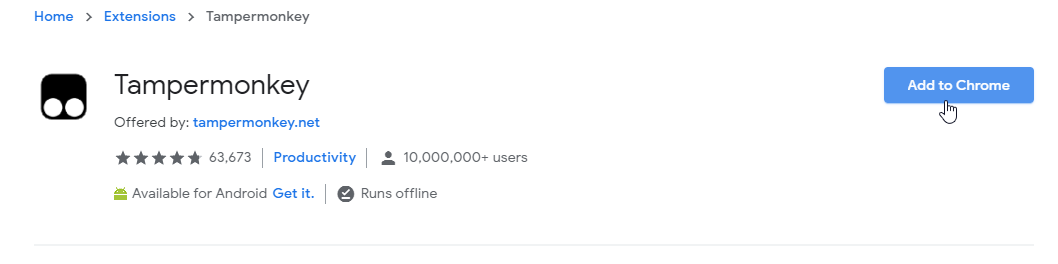 Home > Extensions > Tampermonkey
Tampermonkey
Add to Chrome
Offered by: tampermonkey.net
63,673 | Productivity | 10,000,000+ users
Available for Android Get it. | Runs offline